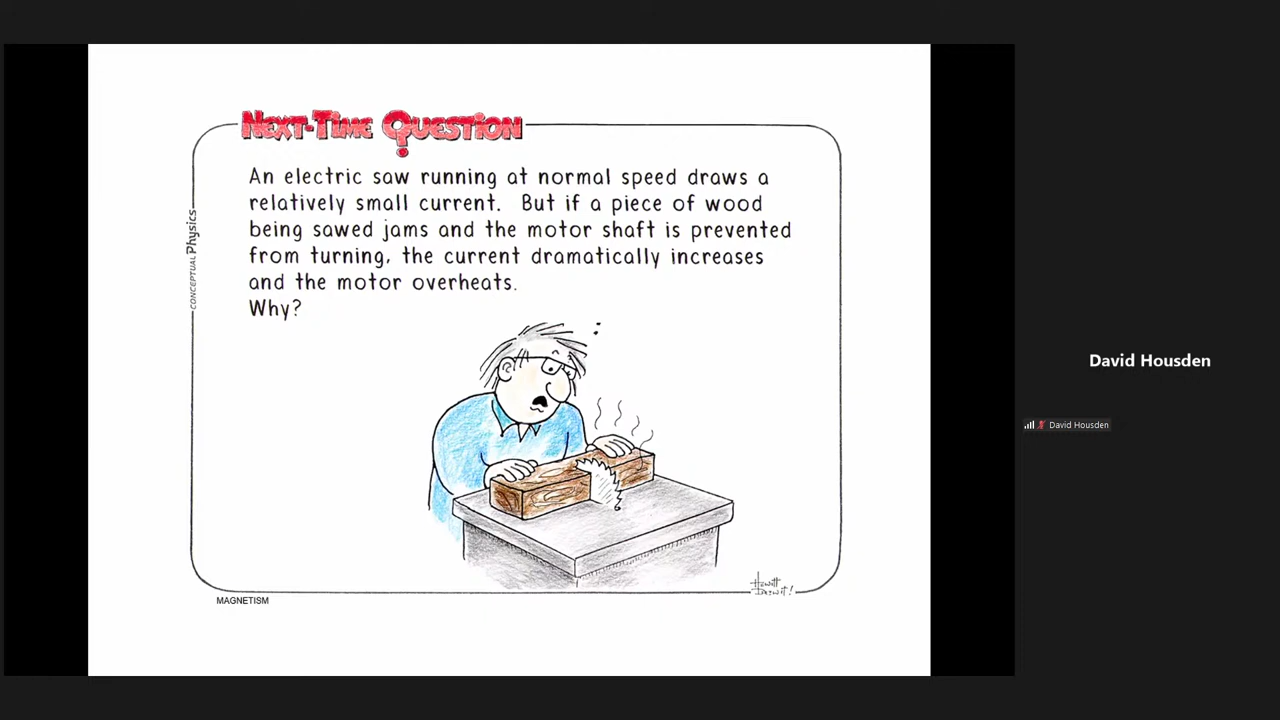 NEXT-TIME QUESTION
An electric saw running at normal speed draws a
relatively small current. But if a piece of wood
being sawed jams and the motor shaft is prevented
from turning, the current dramatically increases
and the motor overheats.
Why?
CONCEPTUAL Physics
Hewitt
Drewit!
MAGNETISM
David Housden
David Housden